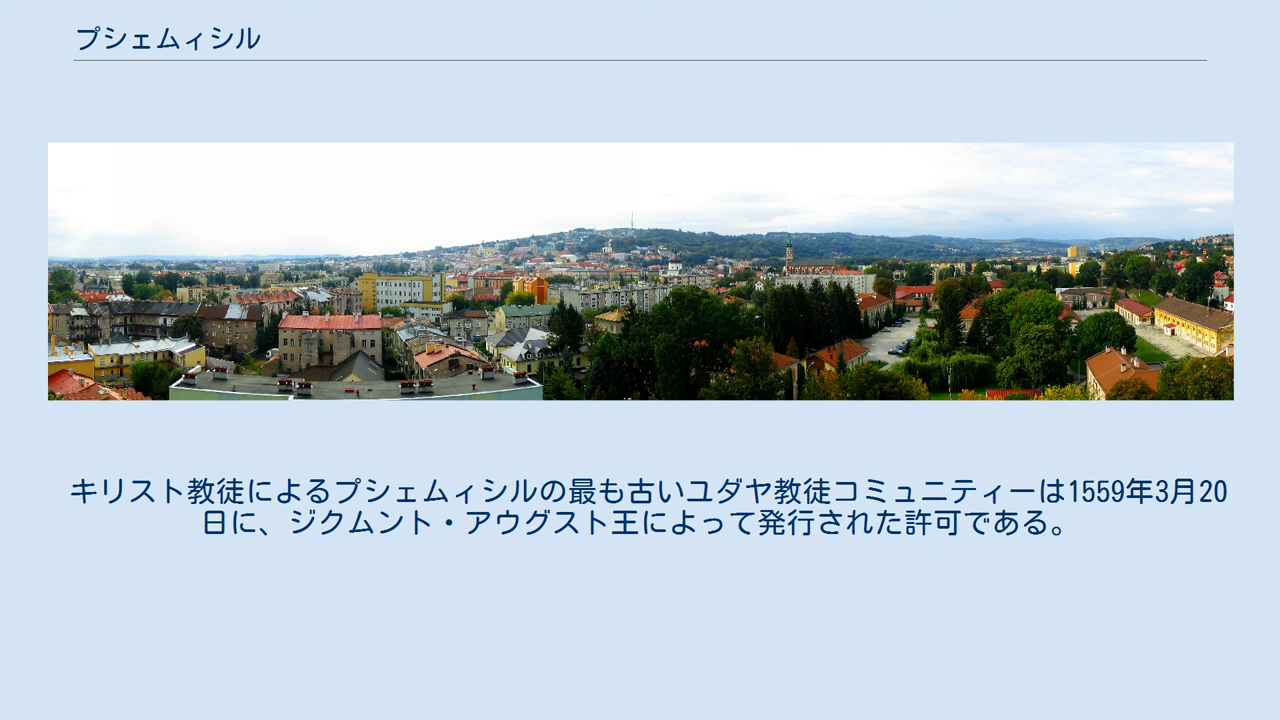 プシェムィシル
キリスト教徒によるプシェムィシルの最も古いユダヤ教徒コミュニティーは1559年3月20
日に、ジクムント・アウグスト王によって発行された許可である。